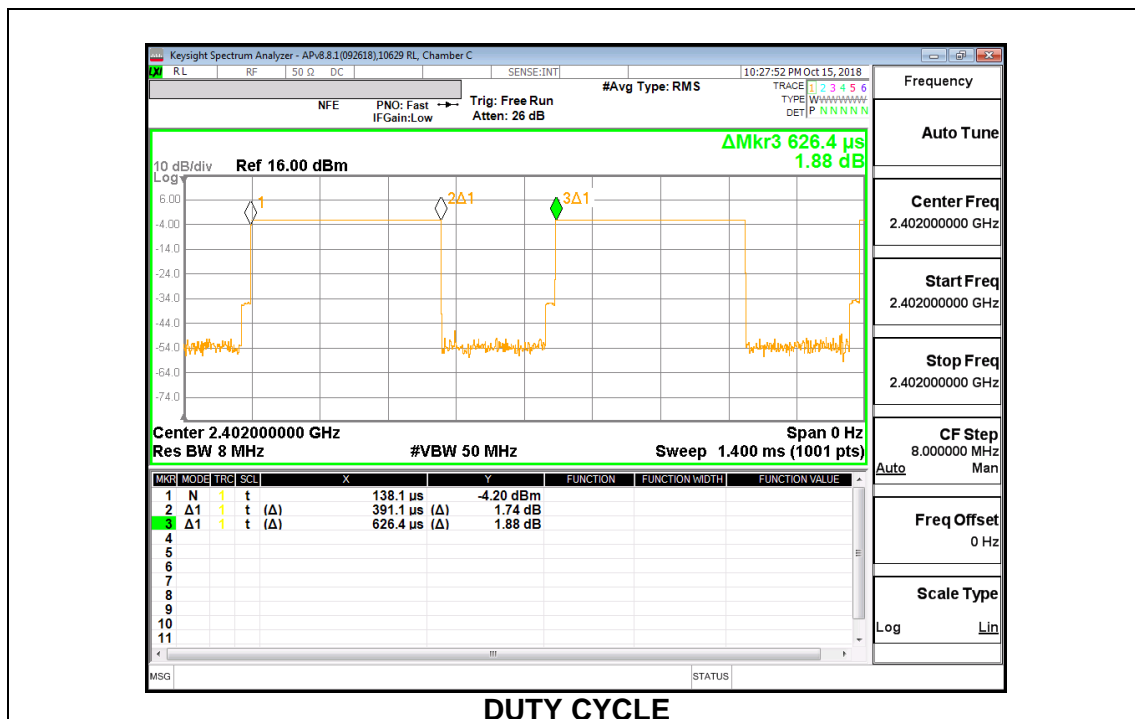 Keysight Spectrum Analyzer - APv8.8.1(092618),10629 RL, Chamber C
LXI RL RF 50 Ω DC SENSE:INT 10:27:52 PM Oct 15, 2018
#Avg Type: RMS
TRACE 1 2 3 4 5 6
TYPE WWWWWW
DET P N N N N N
NFE
PNO: Fast
IFGain:Low
Trig: Free Run
Atten: 26 dB
ΔMkr3 626.4 µs
1.88 dB
10 dB/div Ref 16.00 dBm
Log
6.00
-4.00
-14.0
-24.0
-34.0
-44.0
-54.0
-64.0
-74.0
1
2Δ1
3Δ1
Center 2.402000000 GHz Span 0 Hz
Res BW 8 MHz #VBW 50 MHz Sweep 1.400 ms (1001 pts)
MKR MODE TRC SCL X Y FUNCTION FUNCTION WIDTH FUNCTION VALUE
1 N 1 t 138.1 µs -4.20 dBm
2 Δ1 1 t (Δ) 391.1 µs (Δ) 1.74 dB
3 Δ1 1 t (Δ) 626.4 µs (Δ) 1.88 dB
4
5
6
7
8
9
10
11
MSG STATUS
Frequency
Auto Tune
Center Freq
2.402000000 GHz
Start Freq
2.402000000 GHz
Stop Freq
2.402000000 GHz
CF Step
8.000000 MHz
Auto Man
Freq Offset
0 Hz
Scale Type
Log Lin
DUTY CYCLE